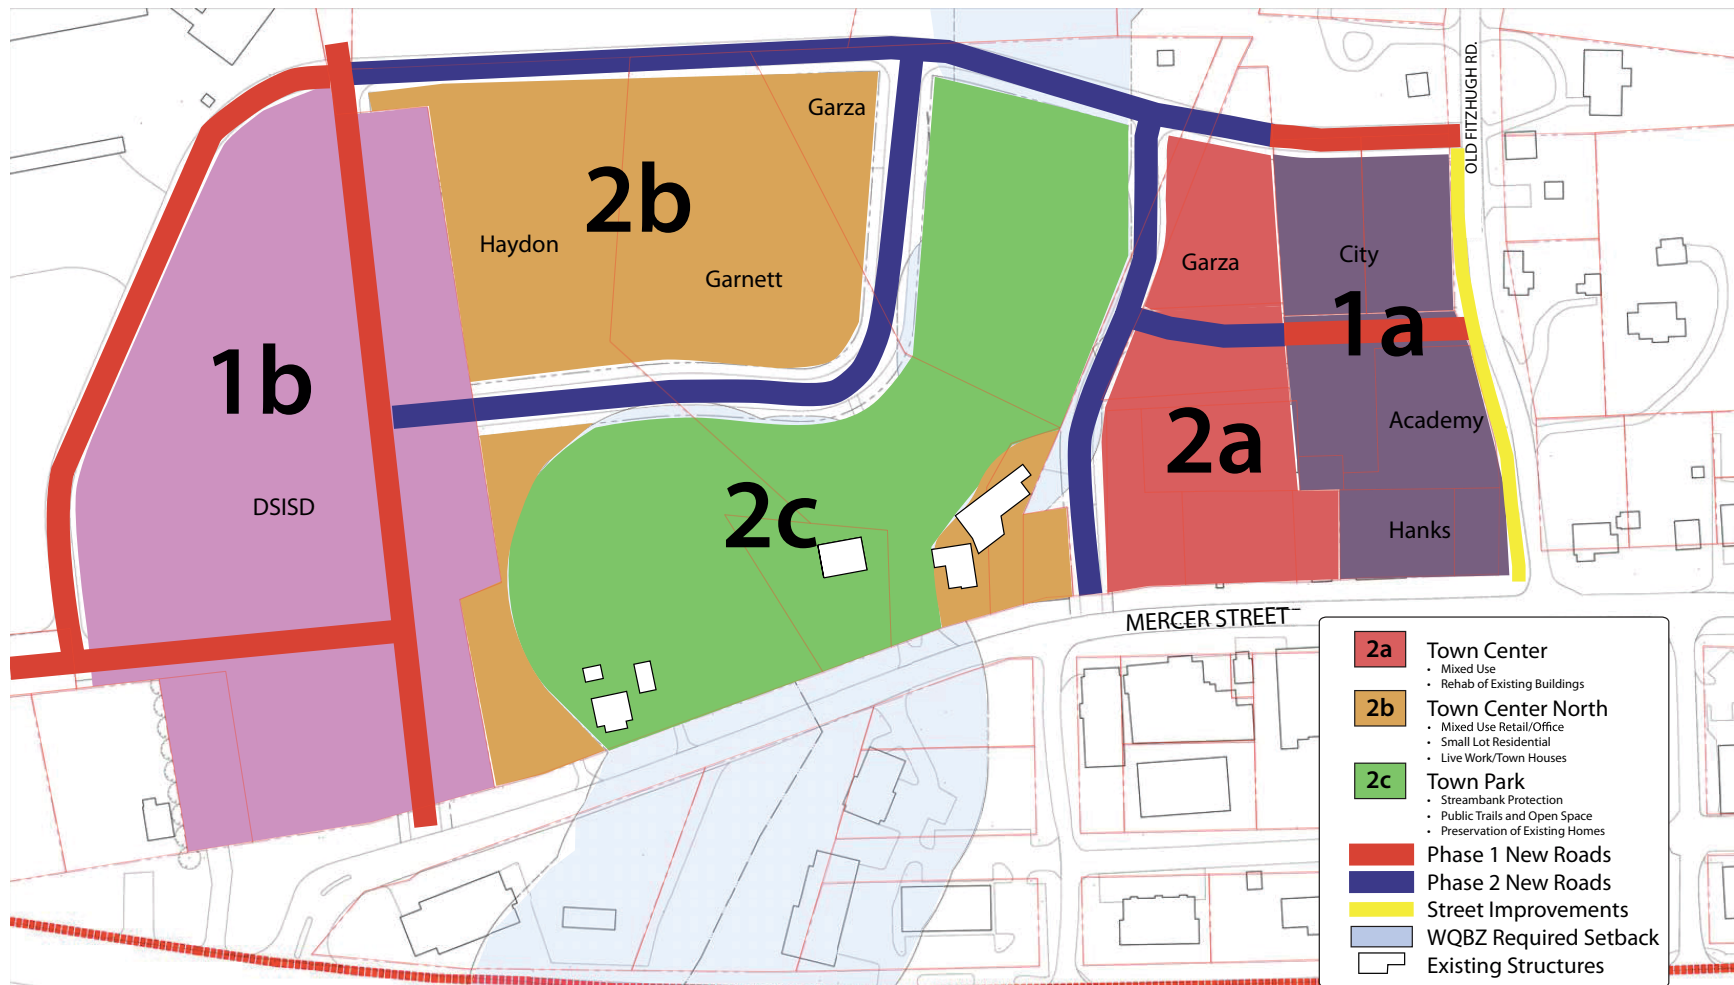 OLD FITZHUGH RD.
Garza
2b
Haydon
Garnett
Garza
City
1a
1b
Academy
2a
DSISD
2c
Hanks
MERCER STREET
2a Town Center
• Mixed Use
• Rehab of Existing Buildings
2b Town Center North
• Mixed Use Retail/Office
• Small Lot Residential
• Live Work/Town Houses
2c Town Park
• Streambank Protection
• Public Trails and Open Space
• Preservation of Existing Homes
Phase 1 New Roads
Phase 2 New Roads
Street Improvements
WQBZ Required Setback
Existing Structures